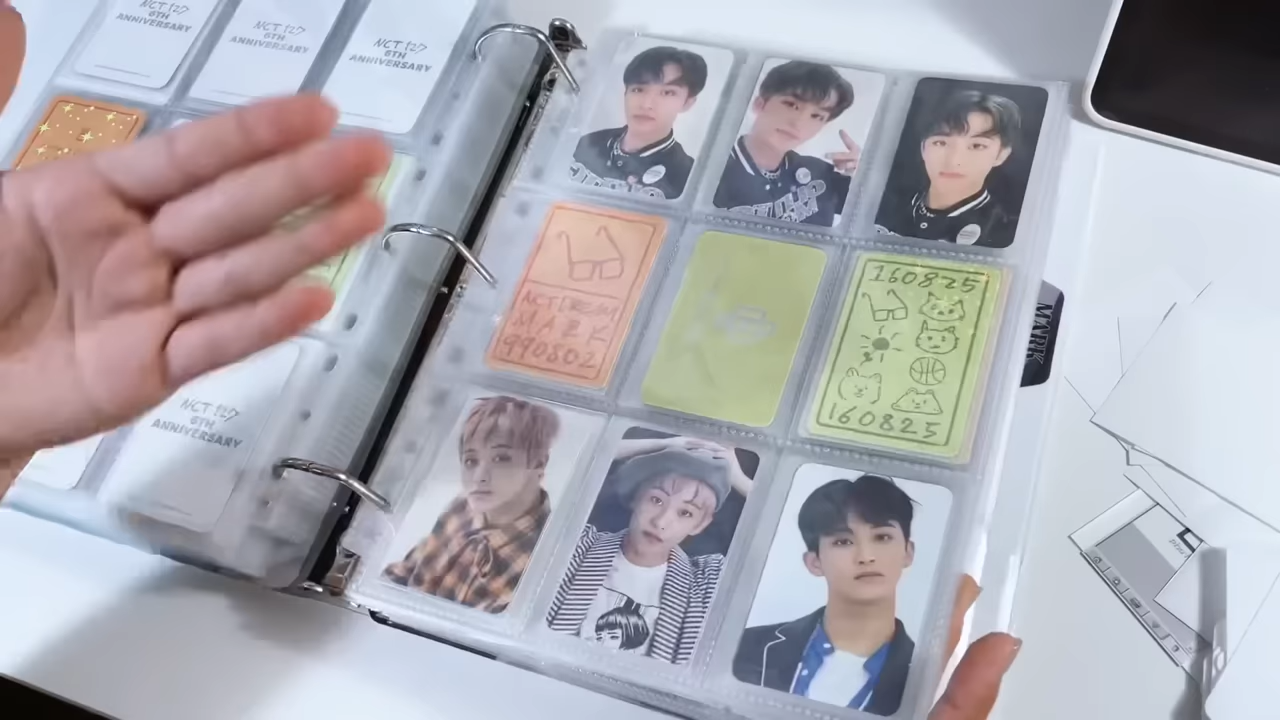 NCT 127
6TH
ANNIVERSARY
NCT 127
6TH
ANNIVERSARY
NCT 127
6TH
ANNIVERSARY
NCT DREAM
MARK
990802
160825
160825
MARK
NCT 127
6TH
ANNIVERSARY